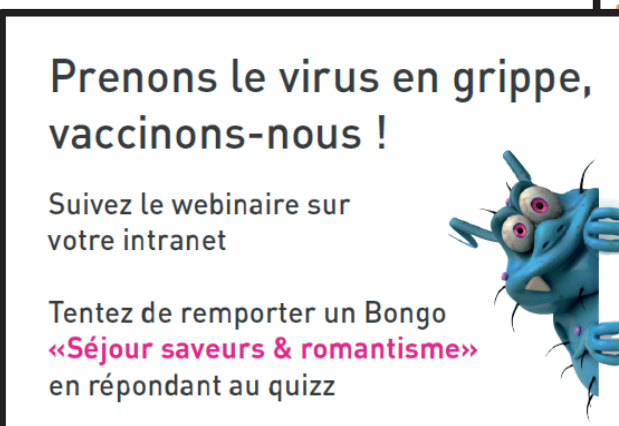 Prenons le virus en grippe,
vaccinons-nous !
Suivez le webinaire sur
votre intranet
Tentez de remporter un Bongo
«Séjour saveurs & romantisme»
en répondant au quizz